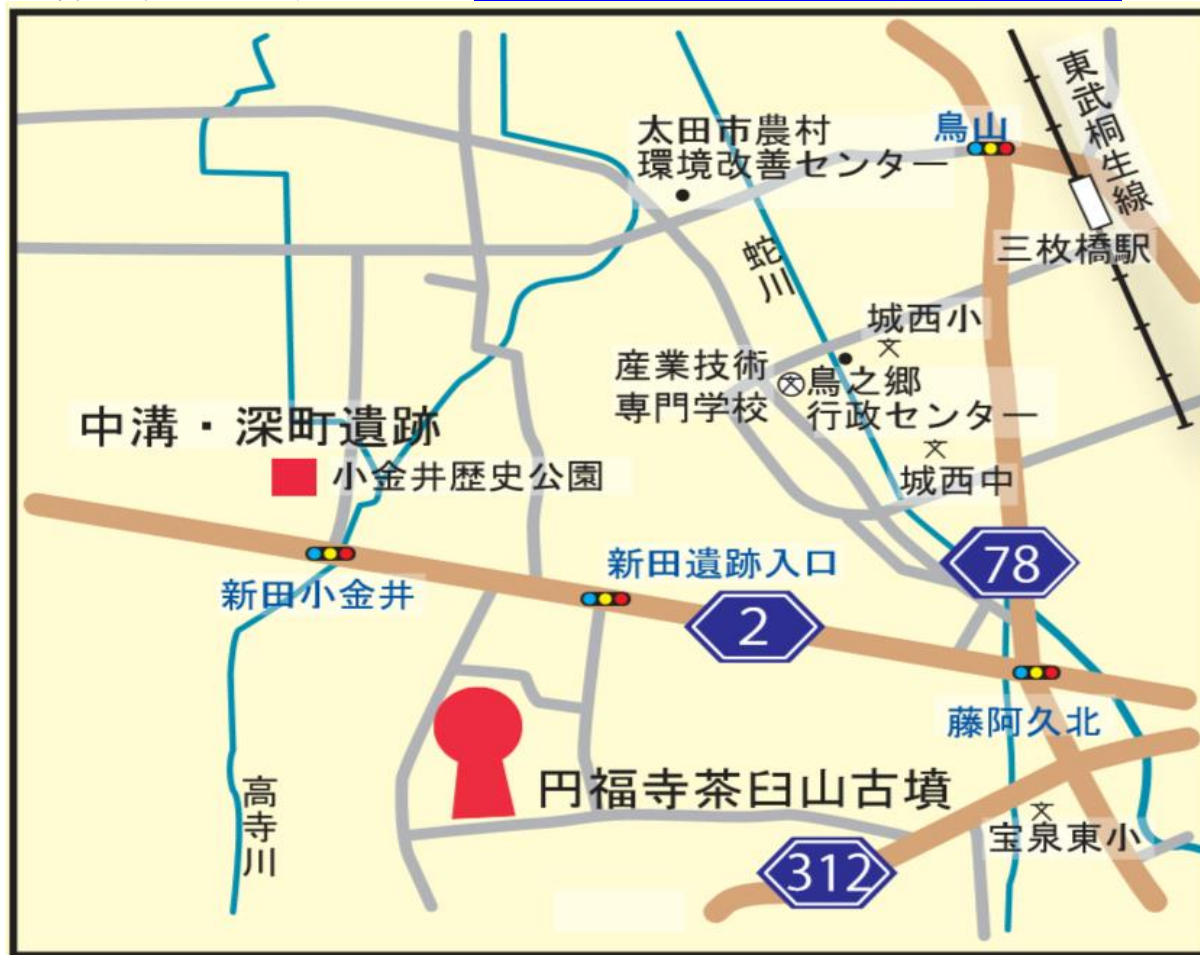 東武桐生線
鳥山
太田市農村
環境改善センター
三枚橋駅
蛇川
城西小
文
産業技術
専門学校
文
鳥之郷
行政センター
文
城西中
中溝・深町遺跡
小金井歴史公園
新田小金井
新田遺跡入口
78
2
藤阿久北
円福寺茶臼山古墳
高寺川
文
宝泉東小
312